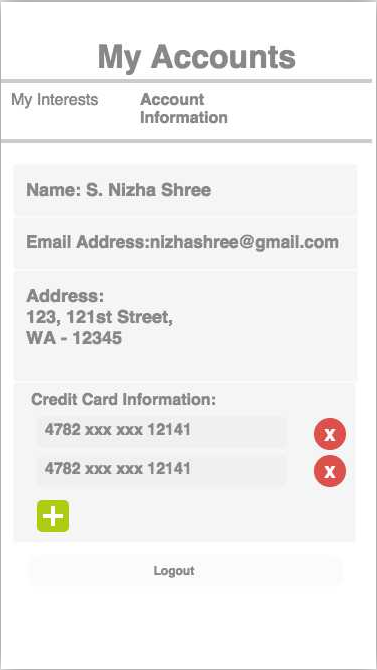 My Accounts
My Interests
Account
Information
Name: S. Nizha Shree
Email Address:nizhashree@gmail.com
Address:
123, 121st Street,
WA - 12345
Credit Card Information:
4782 xxx xxx 12141
X
4782 xxx xxx 12141
X
+
Logout